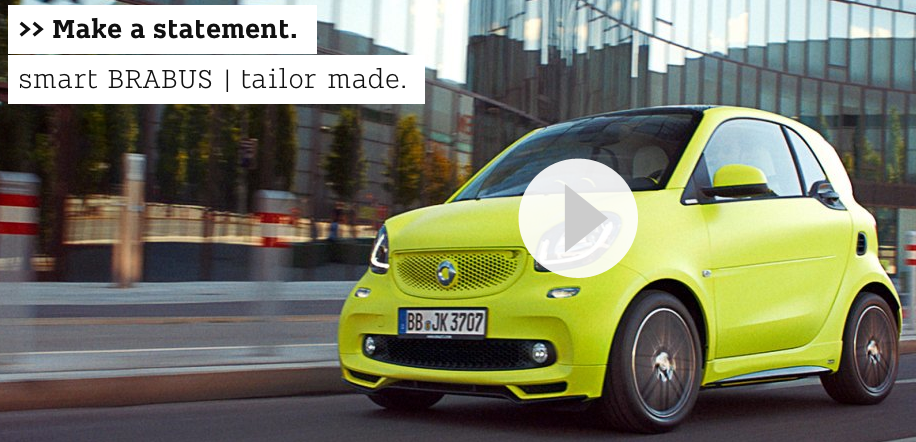 >> Make a statement.
smart BRABUS | tailor made.
BB JK 3707